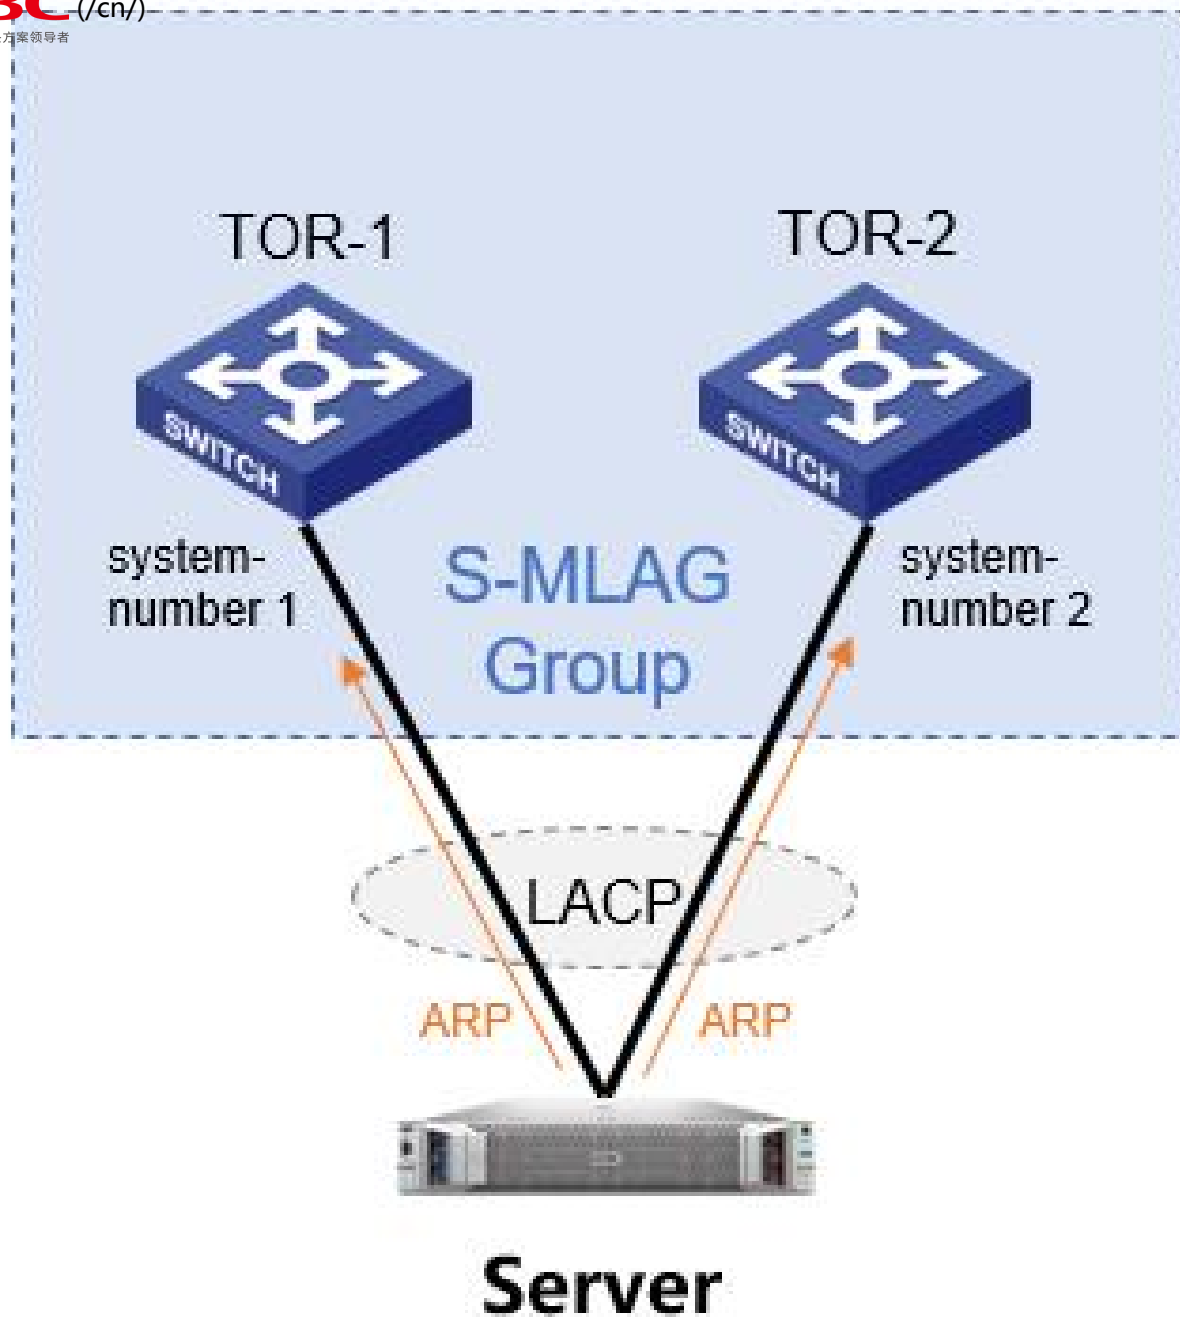 (/cn/)
方案领导者
TOR-1
TOR-2
SWITCH
SWITCH
system-
number 1
S-MLAG
Group
system-
number 2
LACP
ARP
ARP
Server